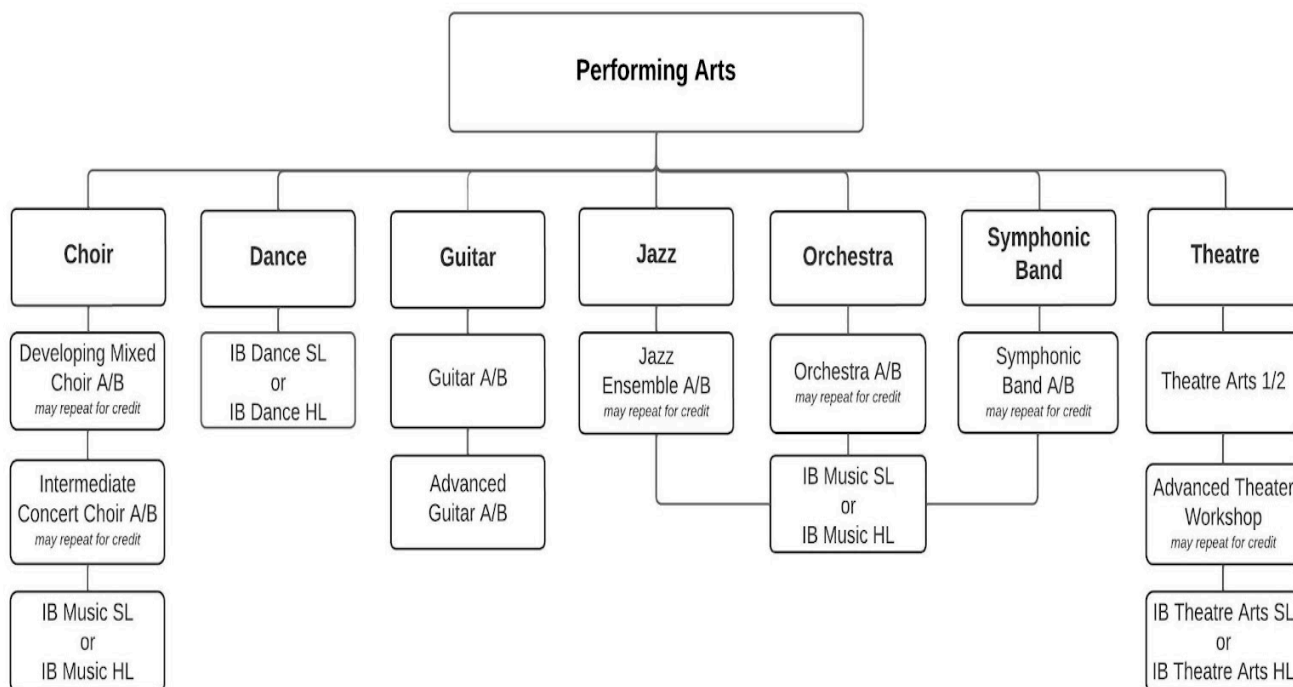 Performing Arts
Choir
Dance
Guitar
Jazz
Orchestra
Symphonic
Band
Theatre
Developing Mixed
Choir A/B
may repeat for credit
IB Dance SL
or
IB Dance HL
Guitar A/B
Jazz
Ensemble A/B
may repeat for credit
Orchestra A/B
may repeat for credit
Symphonic
Band A/B
may repeat for credit
Theatre Arts 1/2
Intermediate
Concert Choir A/B
may repeat for credit
Advanced
Guitar A/B
IB Music SL
or
IB Music HL
Advanced Theater
Workshop
may repeat for credit
IB Music SL
or
IB Music HL
IB Theatre Arts SL
or
IB Theatre Arts HL